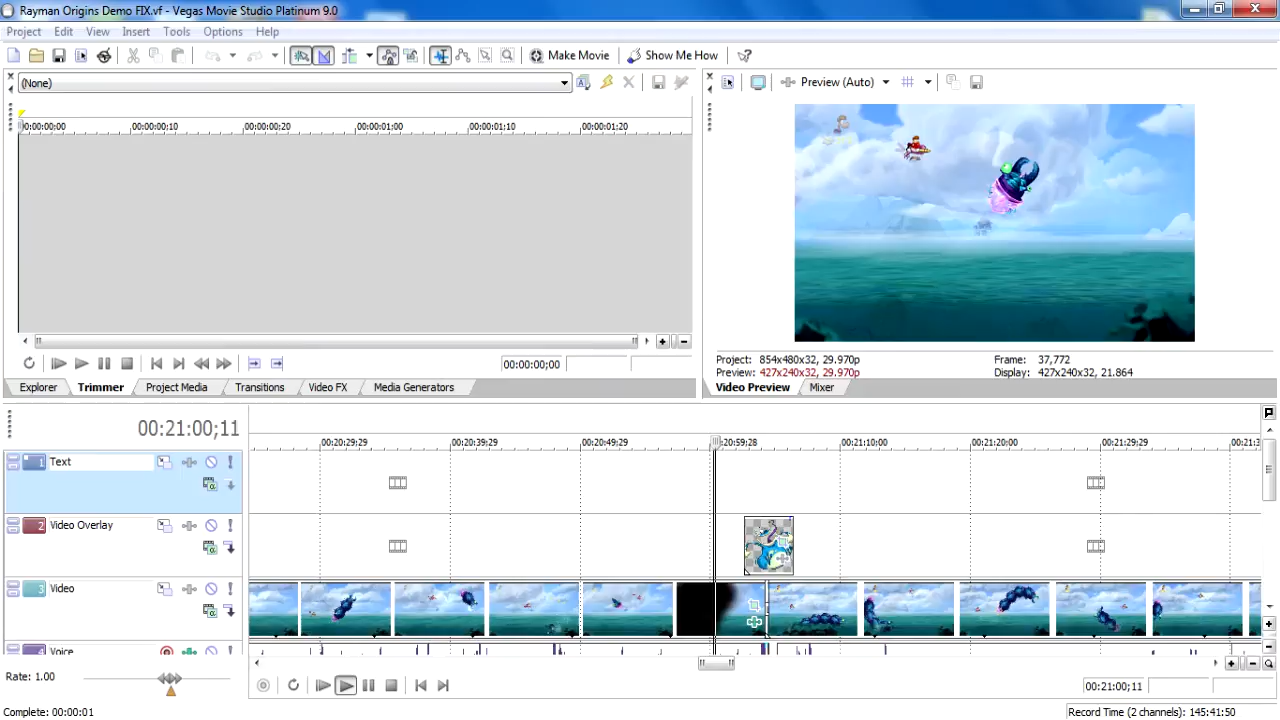 Rayman Origins Demo FIX.vf - Vegas Movie Studio Platinum 9.0
Project Edit View Insert Tools Options Help
Make Movie Show Me How
(None)
Preview (Auto)
00:00:00;00 00:00:00;10 00:00:00;20 00:00:01;00 00:00:01;10 00:00:01;20
00:00:00;00
Project: 854x480x32, 29.970p
Frame: 37,772
Preview: 427x240x32, 29.970p
Display: 427x240x32, 21.864
Explorer Trimmer Project Media Transitions Video FX Media Generators
Video Preview Mixer
00:21:00;11
00:20:29;29 00:20:39;29 00:20:49;29 :20:59;28 00:21:10;00 00:21:20;00 00:21:29;29 00:21:3
1 Text
2 Video Overlay
3 Video
Voice
Rate: 1.00
00:21:00;11
Complete: 00:00:01
Record Time (2 channels): 145:41:50